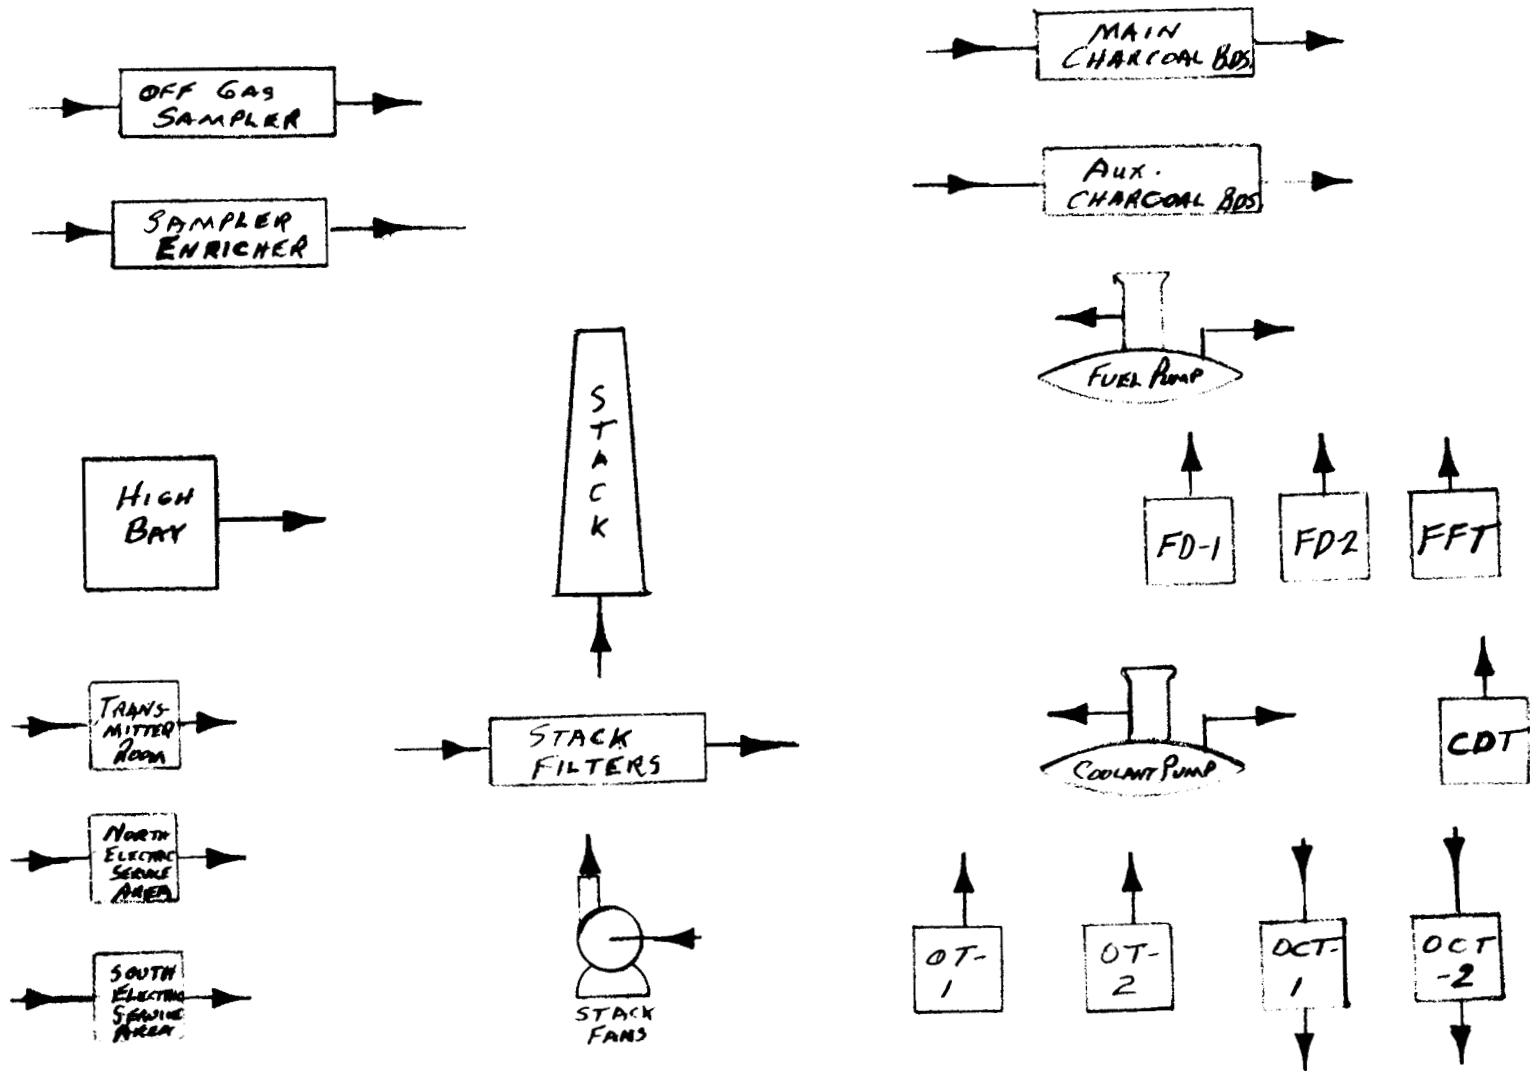 OFF GAS
SAMPLER
SAMPLER
ENRICHER
HIGH
BAY
TRANS-
MITTER
ROOM
NORTH
ELECTRIC
SERVICE
AREA
SOUTH
ELECTRIC
SERVICE
AREA
STACK
STACK
FILTERS
STACK
FANS
MAIN
CHARCOAL BDS.
AUX.
CHARCOAL BDS.
FUEL PUMP
FD-1
FD-2
FFT
COOLANT PUMP
CDT
OT-
1
OT-
2
OCT-
1
OCT
-2